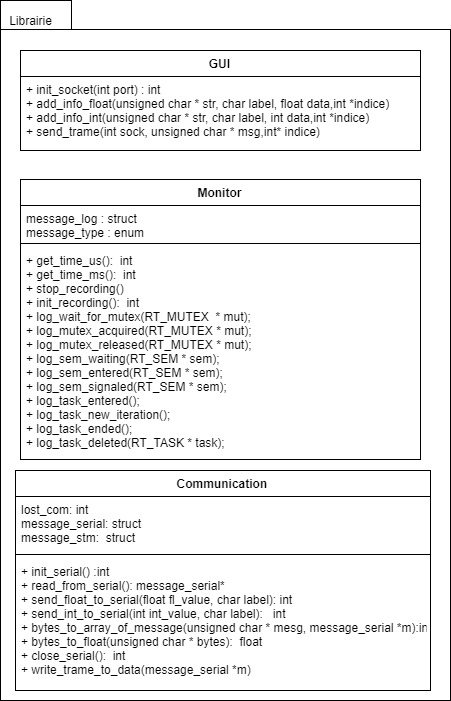 Librairie
GUI
+ init_socket(int port) : int
+ add_info_float(unsigned char * str, char label, float data,int *indice)
+ add_info_int(unsigned char * str, char label, int data,int *indice)
+ send_trame(int sock, unsigned char * msg,int* indice)
Monitor
message_log : struct
message_type : enum
+ get_time_us(): int
+ get_time_ms(): int
+ stop_recording()
+ init_recording(): int
+ log_wait_for_mutex(RT_MUTEX * mut);
+ log_mutex_acquired(RT_MUTEX * mut);
+ log_mutex_released(RT_MUTEX * mut);
+ log_sem_waiting(RT_SEM * sem);
+ log_sem_entered(RT_SEM * sem);
+ log_sem_signaled(RT_SEM * sem);
+ log_task_entered();
+ log_task_new_iteration();
+ log_task_ended();
+ log_task_deleted(RT_TASK * task);
Communication
lost_com: int
message_serial: struct
message_stm: struct
+ init_serial() :int
+ read_from_serial(): message_serial*
+ send_float_to_serial(float fl_value, char label): int
+ send_int_to_serial(int int_value, char label): int
+ bytes_to_array_of_message(unsigned char * mesg, message_serial *m):in
+ bytes_to_float(unsigned char * bytes): float
+ close_serial(): int
+ write_trame_to_data(message_serial *m)